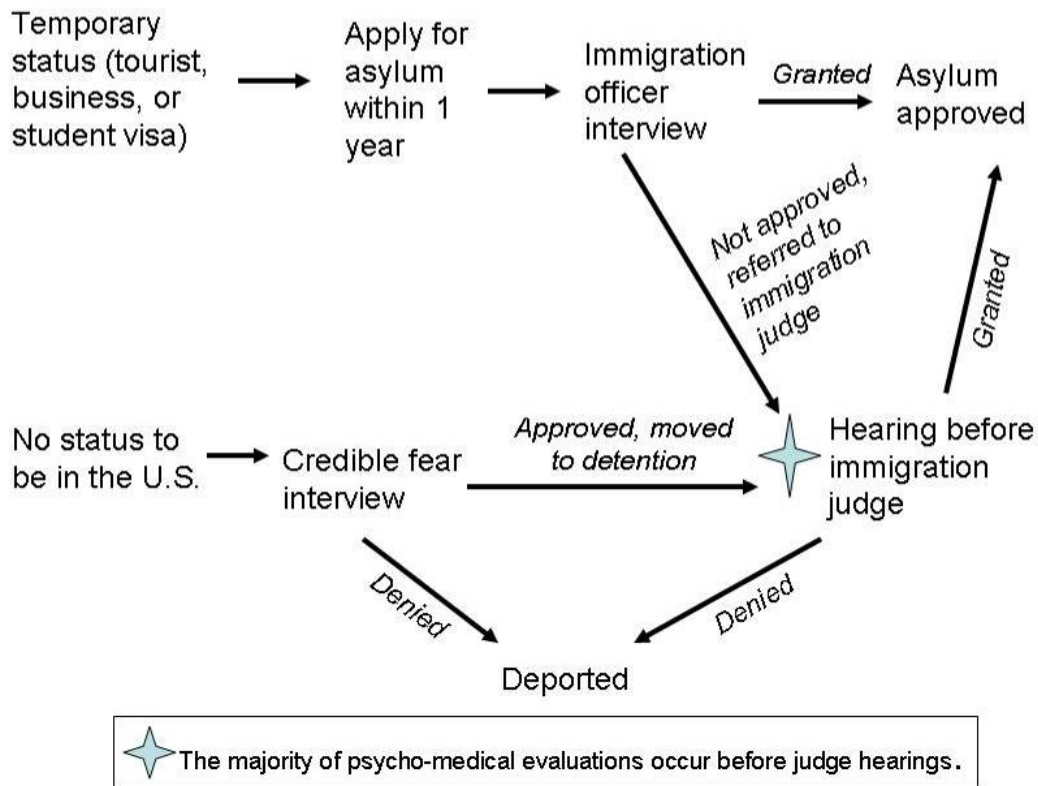 Temporary
status (tourist,
business, or
student visa)
Apply for
asylum
within 1
year
Immigration
officer
interview
Granted
Asylum
approved
Not approved,
referred to
immigration
judge
Granted
No status to
be in the U.S.
Credible fear
interview
Approved, moved
to detention
Hearing before
immigration
judge
Denied
Denied
Deported
The majority of psycho-medical evaluations occur before judge hearings.